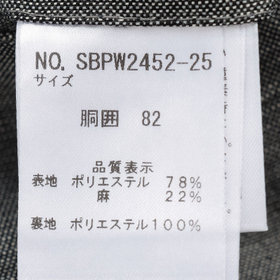 NO. SBPW2452-25
サイズ
胴囲 82
品質表示
表地 ポリエステル 78%
麻 22%
裏地 ポリエステル100%